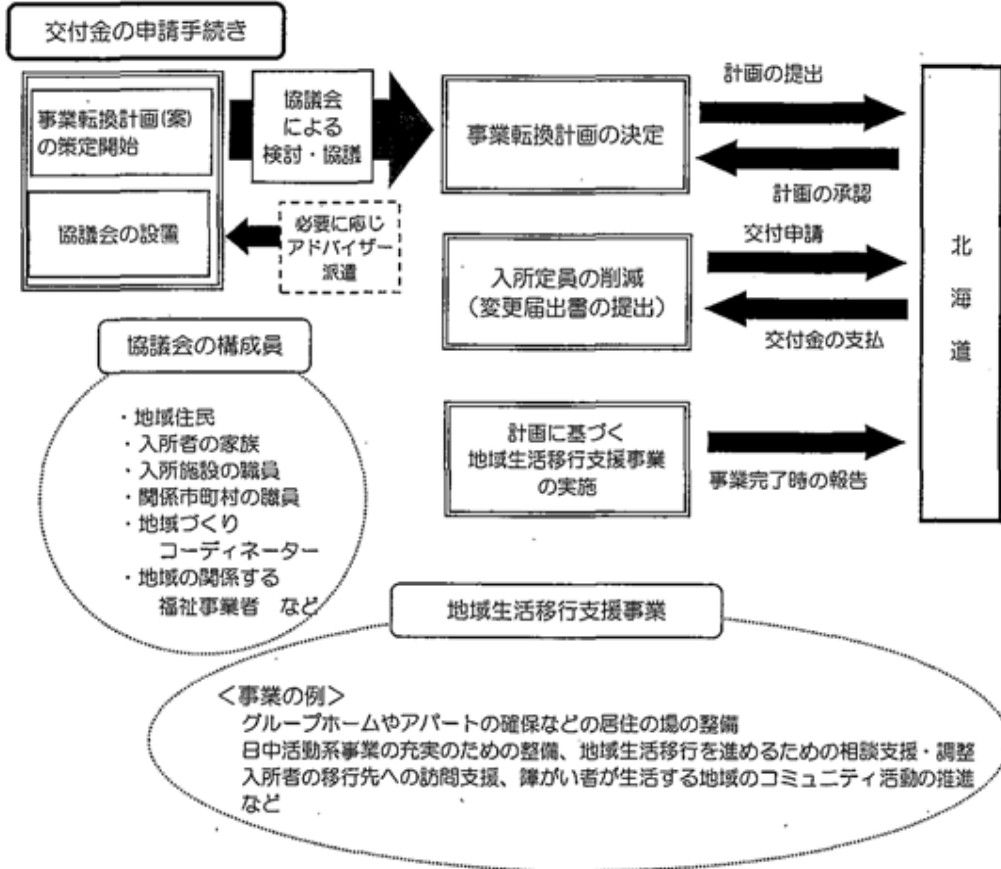 交付金の申請手続き
事業転換計画(案)
の策定開始
協議会の設置
協議会
による
検討・協議
必要に応じ
アドバイザー
派遣
事業転換計画の決定
計画の提出
計画の承認
入所定員の削減
（変更届出書の提出）
交付申請
交付金の支払
計画に基づく
地域生活移行支援事業
の実施
事業完了時の報告
北
海
道
協議会の構成員
・地域住民
・入所者の家族
・入所施設の職員
・関係市町村の職員
・地域づくり
コーディネーター
・地域の関係する
福祉事業者　など
地域生活移行支援事業
＜事業の例＞
グループホームやアパートの確保などの居住の場の整備
日中活動系事業の充実のための整備、地域生活移行を進めるための相談支援・調整
入所者の移行先への訪問支援、障がい者が生活する地域のコミュニティ活動の推進
など